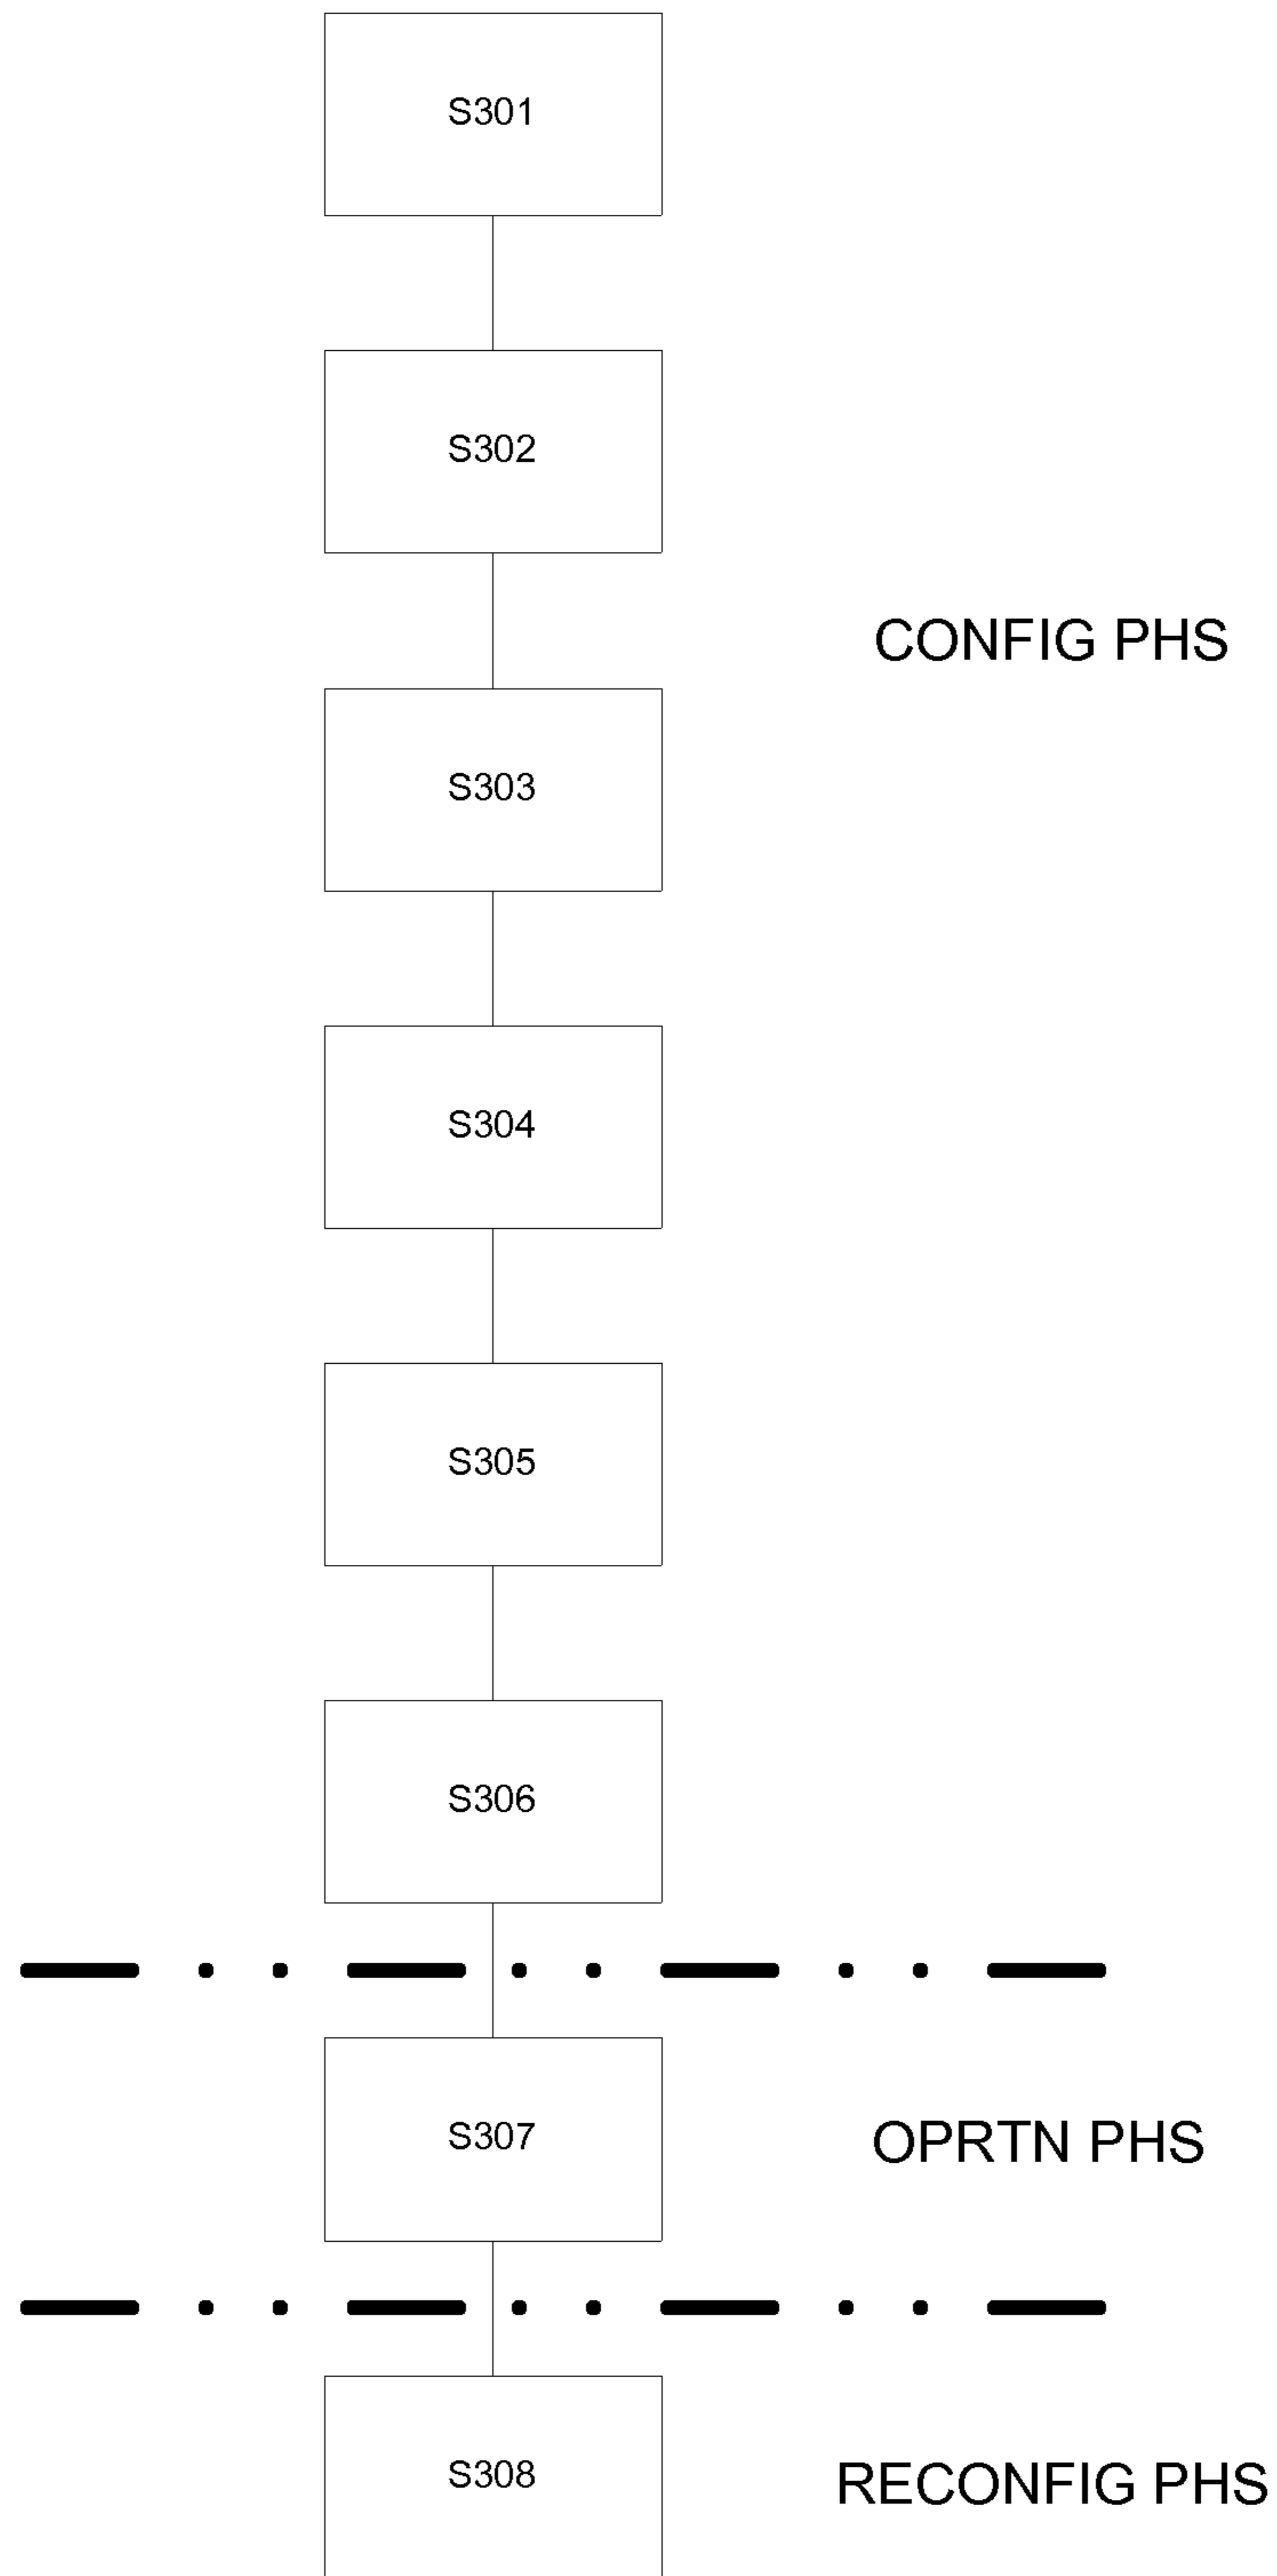 S301
S302
CONFIG PHS
S303
S304
S305
S306
S307
OPRTN PHS
S308
RECONFIG PHS